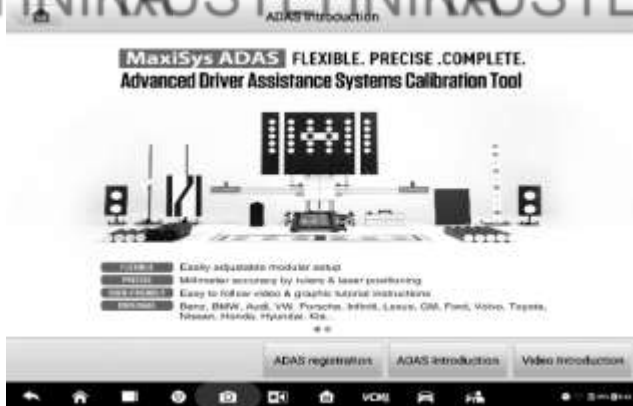 ADAS Introduction
MaxiSys ADAS FLEXIBLE. PRECISE .COMPLETE.
Advanced Driver Assistance Systems Calibration Tool
FLEXIBLE Easily adjustable modular setup
PRECISE Millimeter accuracy by rulers & laser positioning
Easy to follow video & graphic tutorial instructions
Benz, BMW, Audi, VW, Porsche, Infiniti, Lexus, GM, Ford, Volvo, Toyota,
Nissan, Honda, Hyundai, Kia...
ADAS registration ADAS Introduction Video Introduction
VCMI